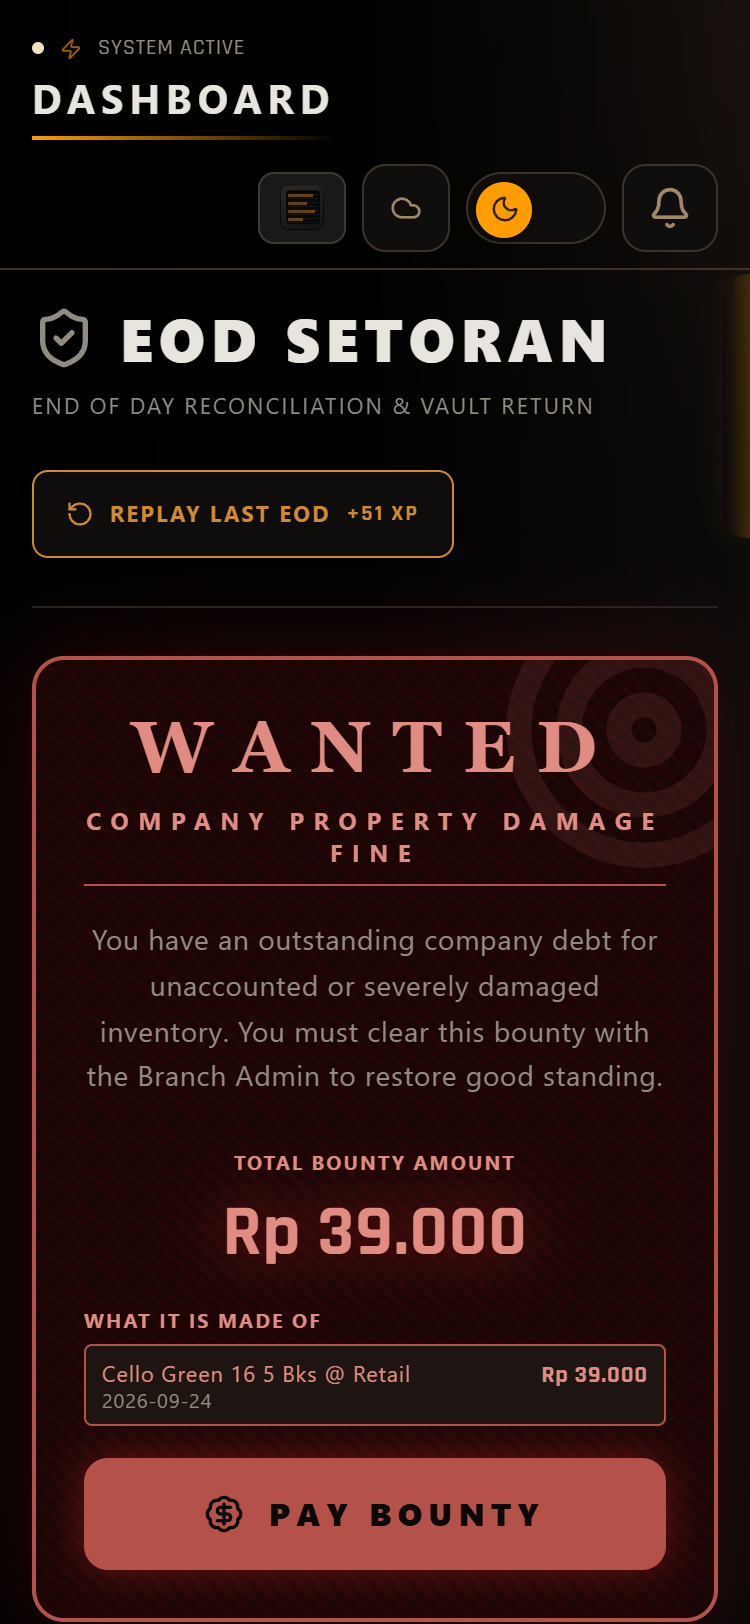 SYSTEM ACTIVE
DASHBOARD
EOD SETORAN
END OF DAY RECONCILIATION & VAULT RETURN
REPLAY LAST EOD +51 XP
WANTED
COMPANY PROPERTY DAMAGE
FINE
You have an outstanding company debt for
unaccounted or severely damaged
inventory. You must clear this bounty with
the Branch Admin to restore good standing.
TOTAL BOUNTY AMOUNT
Rp 39.000
WHAT IT IS MADE OF
Cello Green 16 5 Bks @ Retail Rp 39.000
2026-09-24
PAY BOUNTY